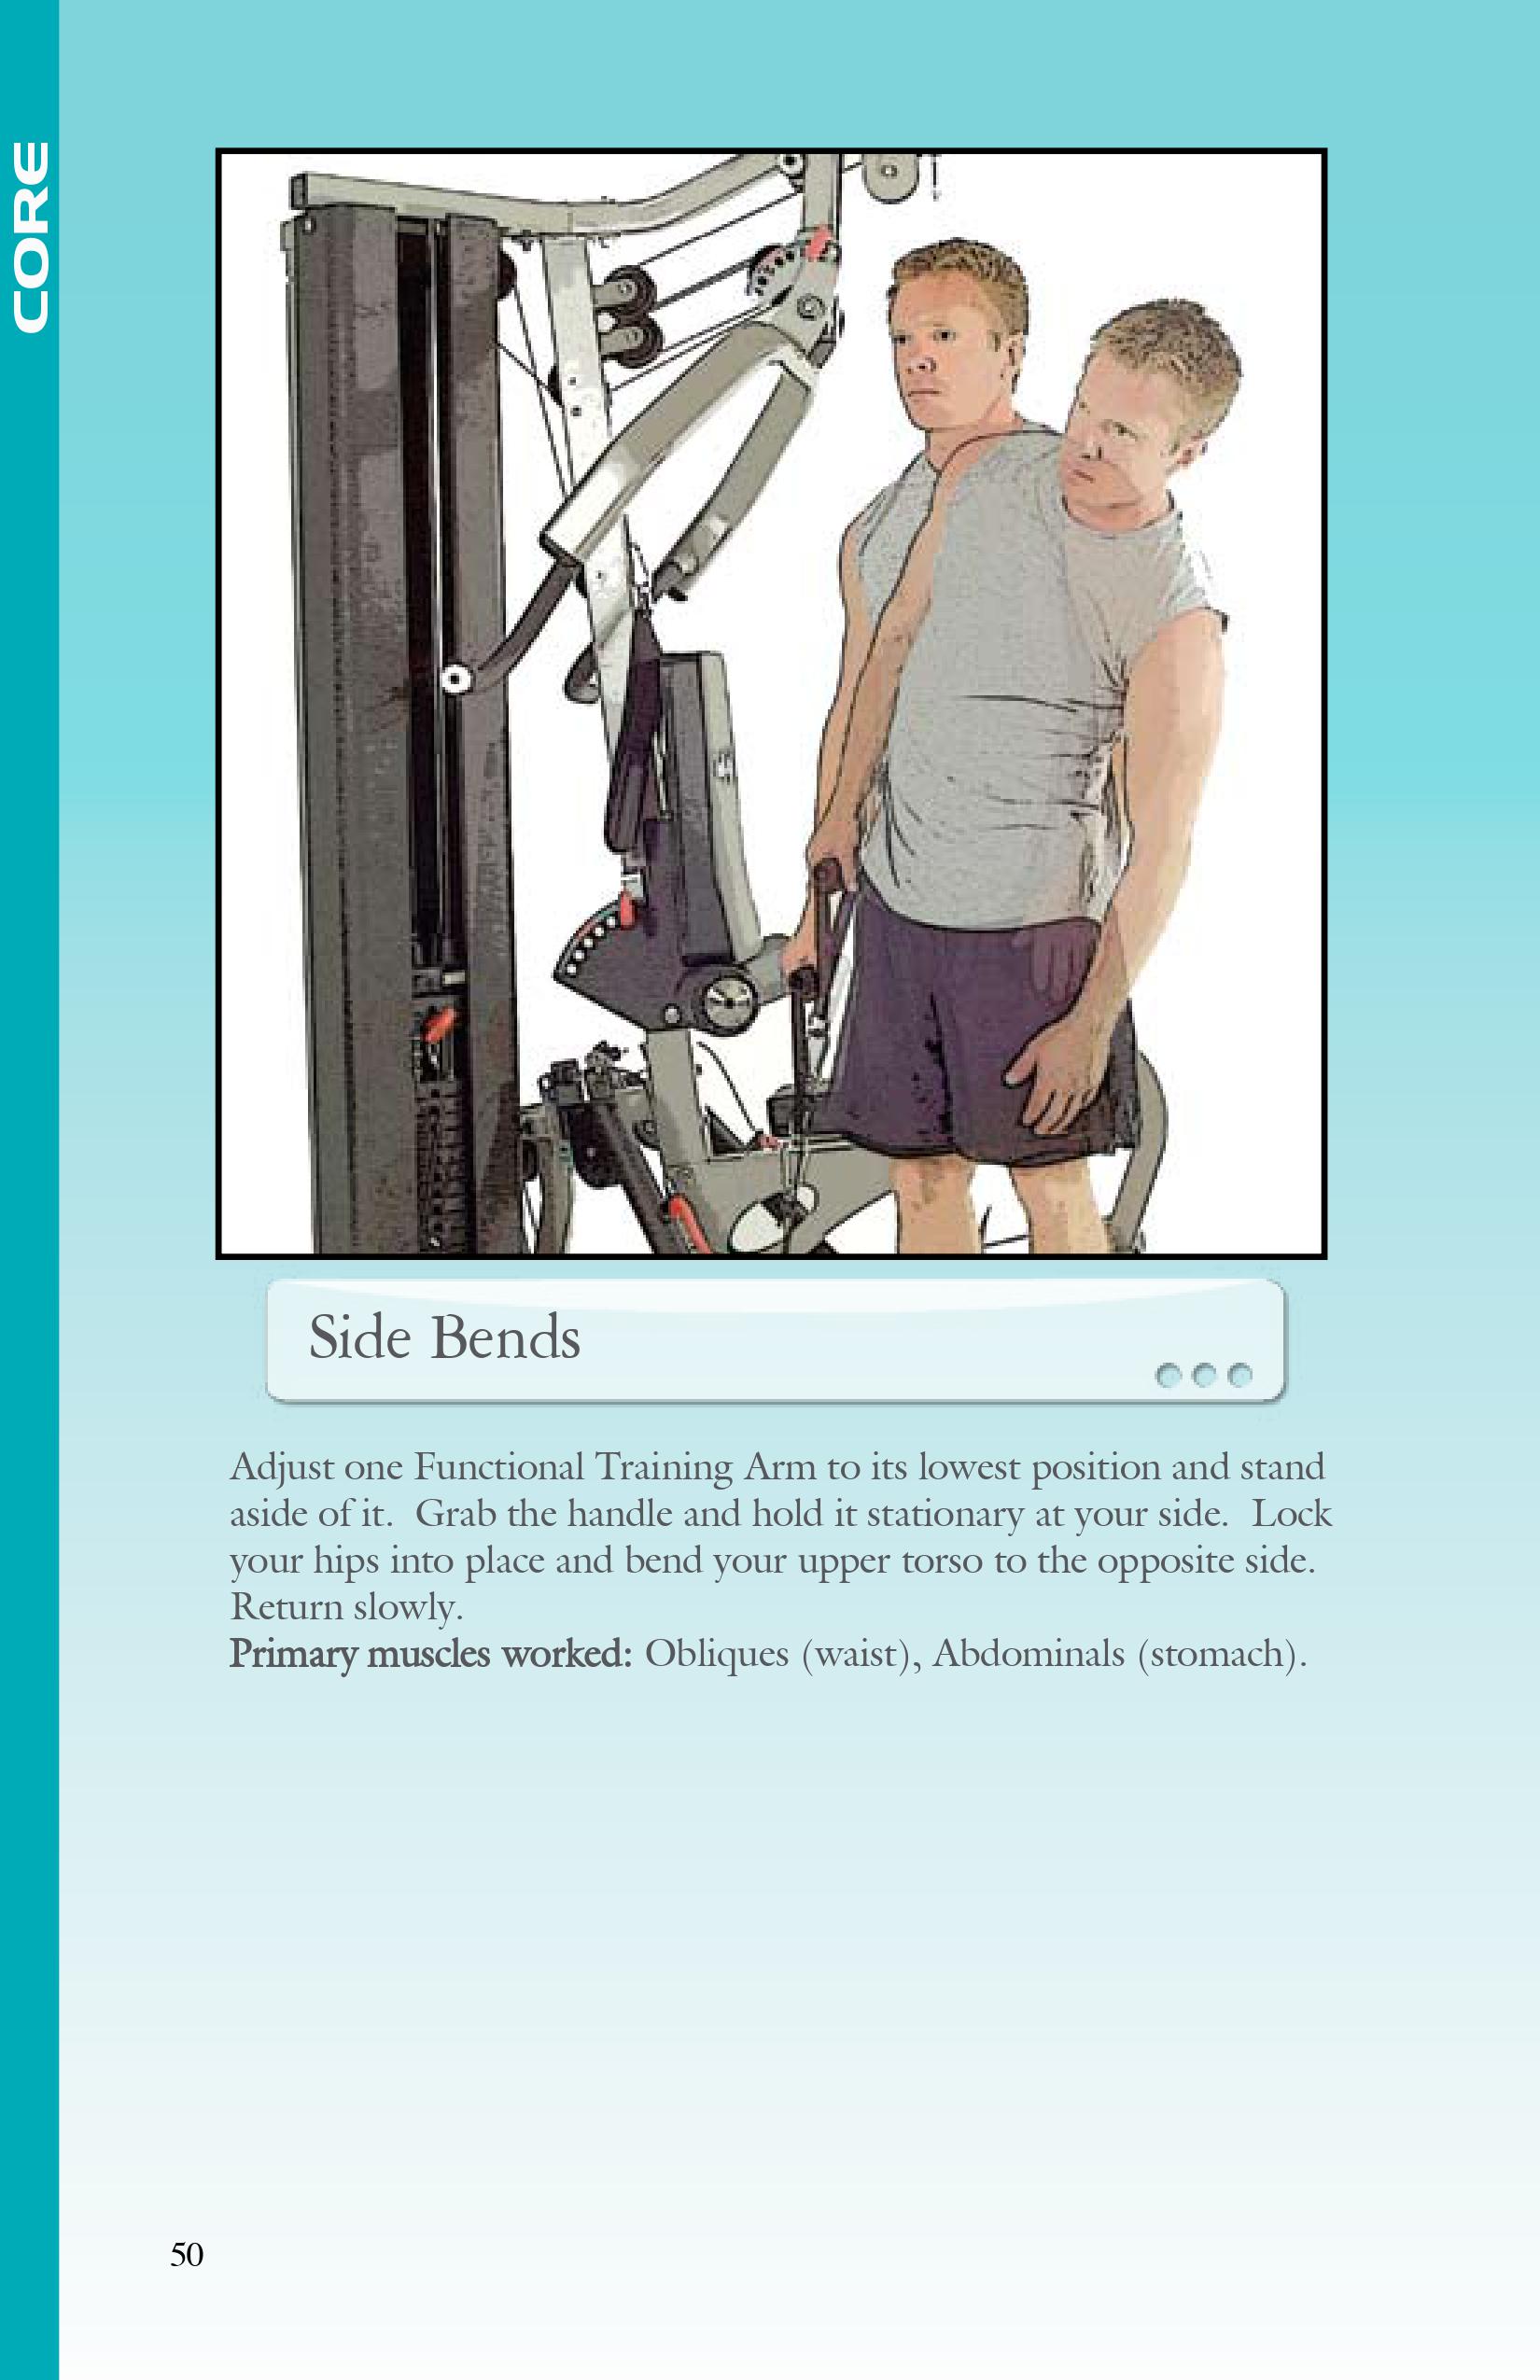 CORE
Side Bends
Adjust one Functional Training Arm to its lowest position and stand
aside of it.  Grab the handle and hold it stationary at your side.  Lock
your hips into place and bend your upper torso to the opposite side.
Return slowly.
Primary muscles worked: Obliques (waist), Abdominals (stomach).
50